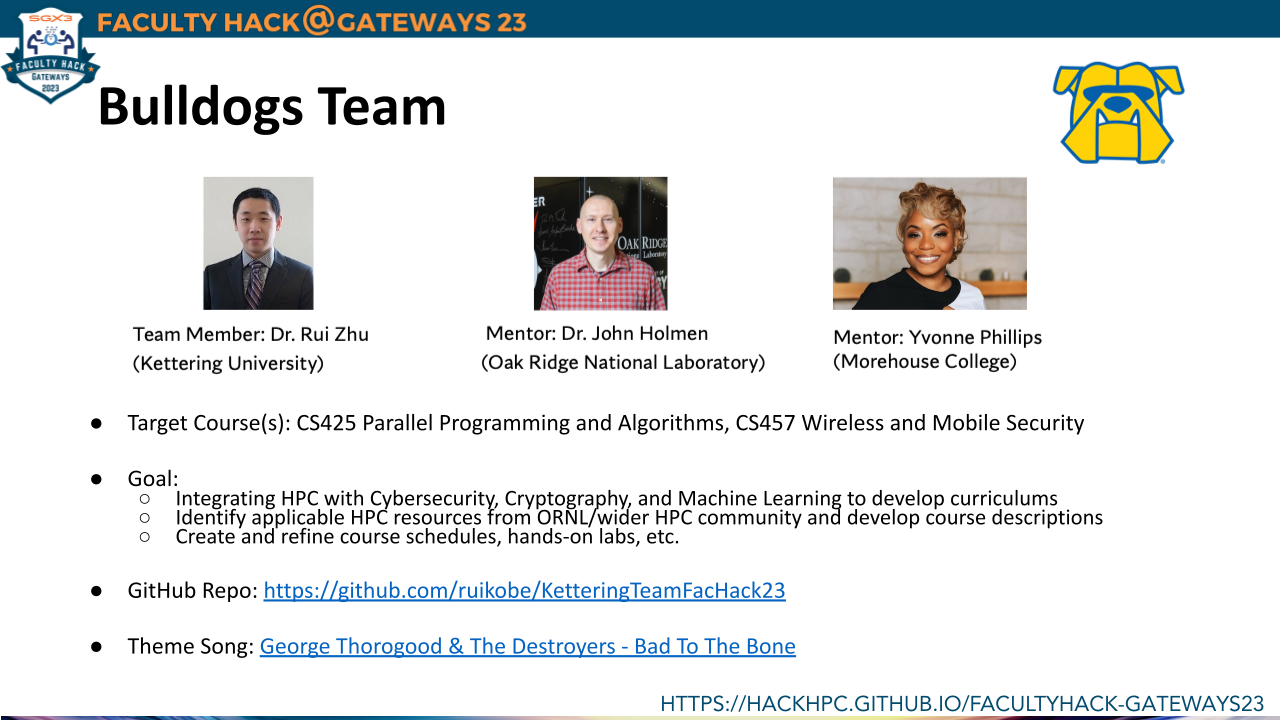 SGX3
FACULTY HACK
GATEWAYS
2023
FACULTY HACK@GATEWAYS 23
Bulldogs Team
ER
OAK RIDGE
National Laboratory
Team Member: Dr. Rui Zhu
(Kettering University)
Mentor: Dr. John Holmen
(Oak Ridge National Laboratory)
Mentor: Yvonne Phillips
(Morehouse College)
● Target Course(s): CS425 Parallel Programming and Algorithms, CS457 Wireless and Mobile Security
● Goal:
○ Integrating HPC with Cybersecurity, Cryptography, and Machine Learning to develop curriculums
○ Identify applicable HPC resources from ORNL/wider HPC community and develop course descriptions
○ Create and refine course schedules, hands-on labs, etc.
● GitHub Repo: https://github.com/ruikobe/KetteringTeamFacHack23
● Theme Song: George Thorogood & The Destroyers - Bad To The Bone
HTTPS://HACKHPC.GITHUB.IO/FACULTYHACK-GATEWAYS23